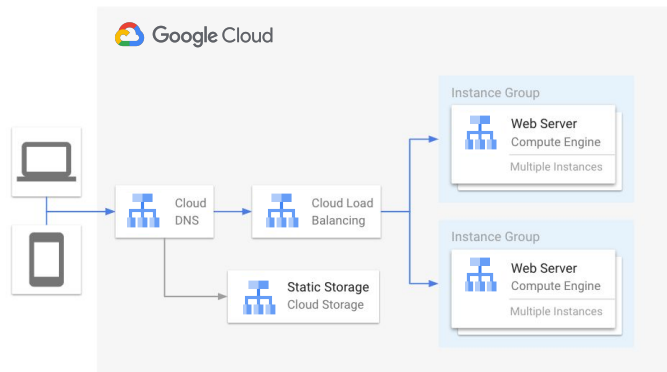 Google Cloud
Instance Group
Web Server
Compute Engine
Multiple Instances
Cloud
DNS
Cloud Load
Balancing
Instance Group
Web Server
Compute Engine
Multiple Instances
Static Storage
Cloud Storage